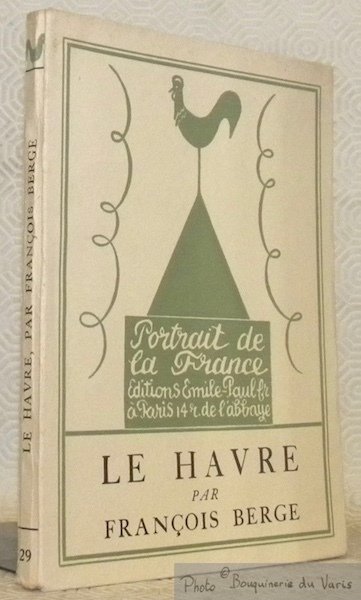 LE HAVRE, PAR FRANÇOIS BERGE
29
Portrait de
la France
Editions Emile-Paul fr
à Paris 14 r. de l'abbaye
LE HAVRE
PAR
FRANÇOIS BERGE
Photo © Bouquinerie du Varis